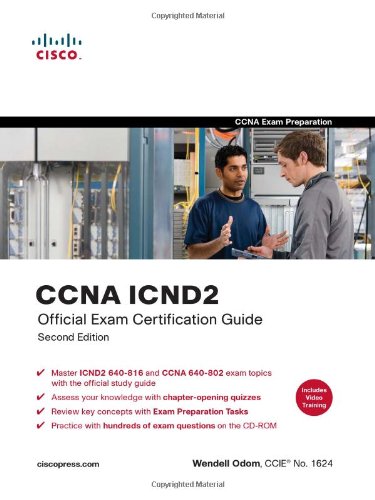 Copyrighted Material
CISCO™
CCNA Exam Preparation
CCNA ICND2
Official Exam Certification Guide
Second Edition
✓ Master ICND2 640-816 and CCNA 640-802 exam topics
with the official study guide
✓ Assess your knowledge with chapter-opening quizzes
✓ Review key concepts with Exam Preparation Tasks
✓ Practice with hundreds of exam questions on the CD-ROM
Includes
Video
Training
ciscopress.com
Wendell Odom, CCIE® No. 1624
Copyrighted Material